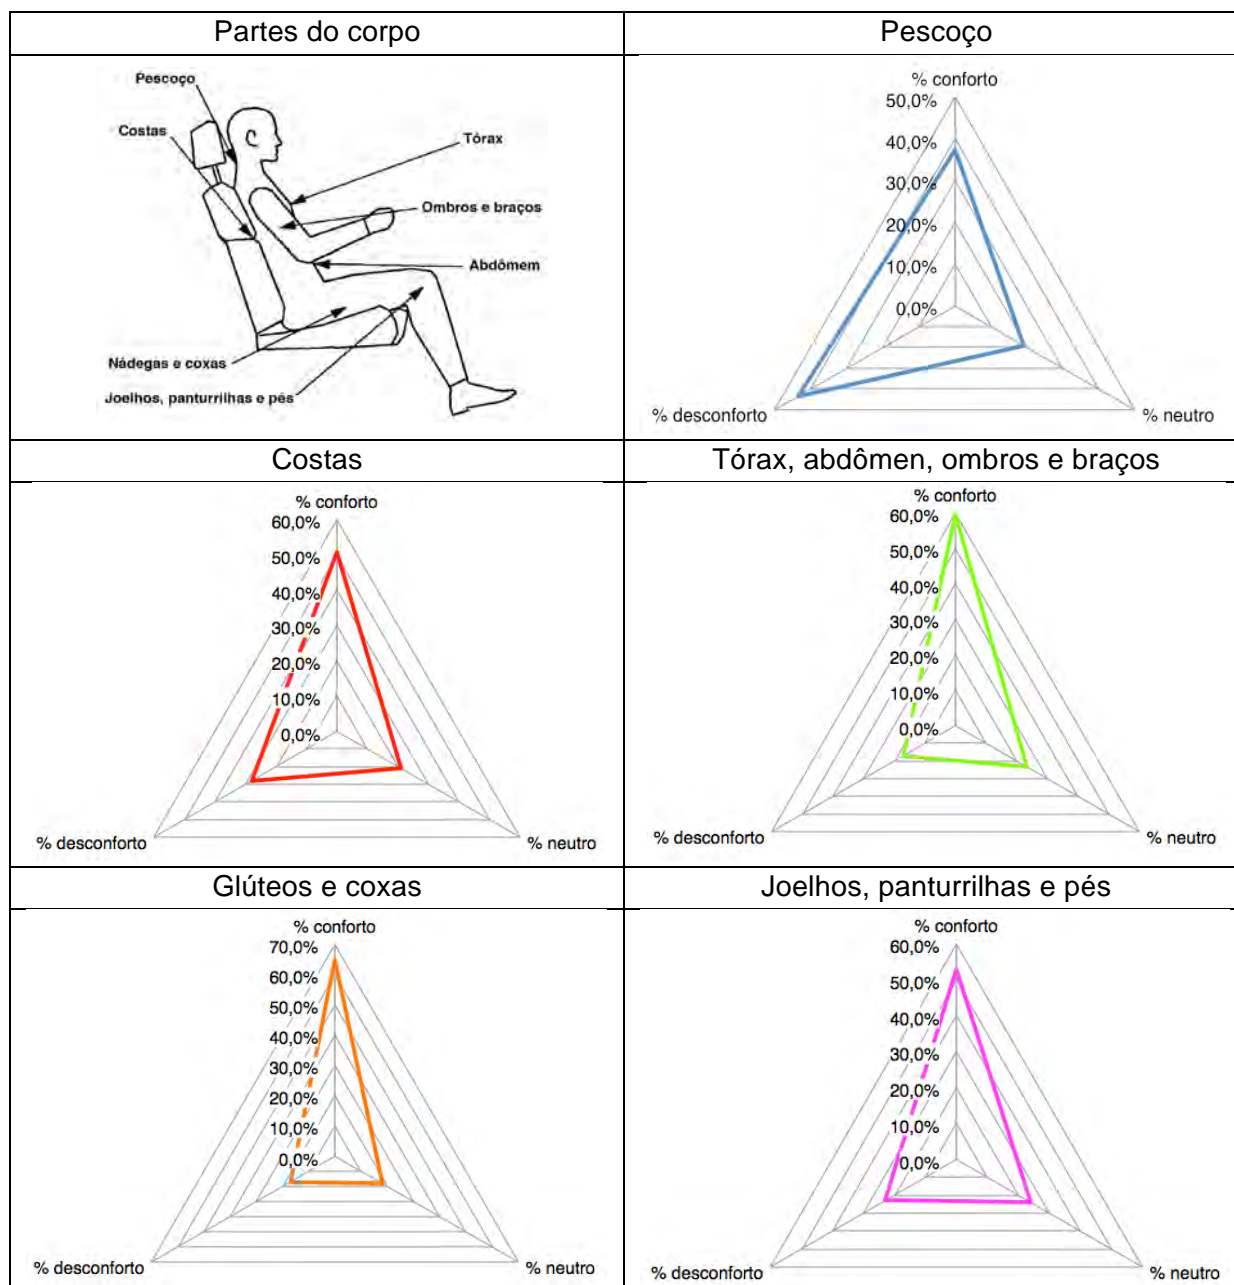 Partes do corpo
Pescoço
Pescoço
Costas
Tórax
Ombros e braços
Abdômem
Nádegas e coxas
Joelhos, panturrilhas e pés
% conforto
50,0%
40,0%
30,0%
20,0%
10,0%
0,0%
% desconforto
% neutro
Costas
Tórax, abdômen, ombros e braços
% conforto
60,0%
50,0%
40,0%
30,0%
20,0%
10,0%
0,0%
% desconforto
% neutro
% conforto
60,0%
50,0%
40,0%
30,0%
20,0%
10,0%
0,0%
% desconforto
% neutro
Glúteos e coxas
Joelhos, panturrilhas e pés
% conforto
70,0%
60,0%
50,0%
40,0%
30,0%
20,0%
10,0%
0,0%
% desconforto
% neutro
% conforto
60,0%
50,0%
40,0%
30,0%
20,0%
10,0%
0,0%
% desconforto
% neutro